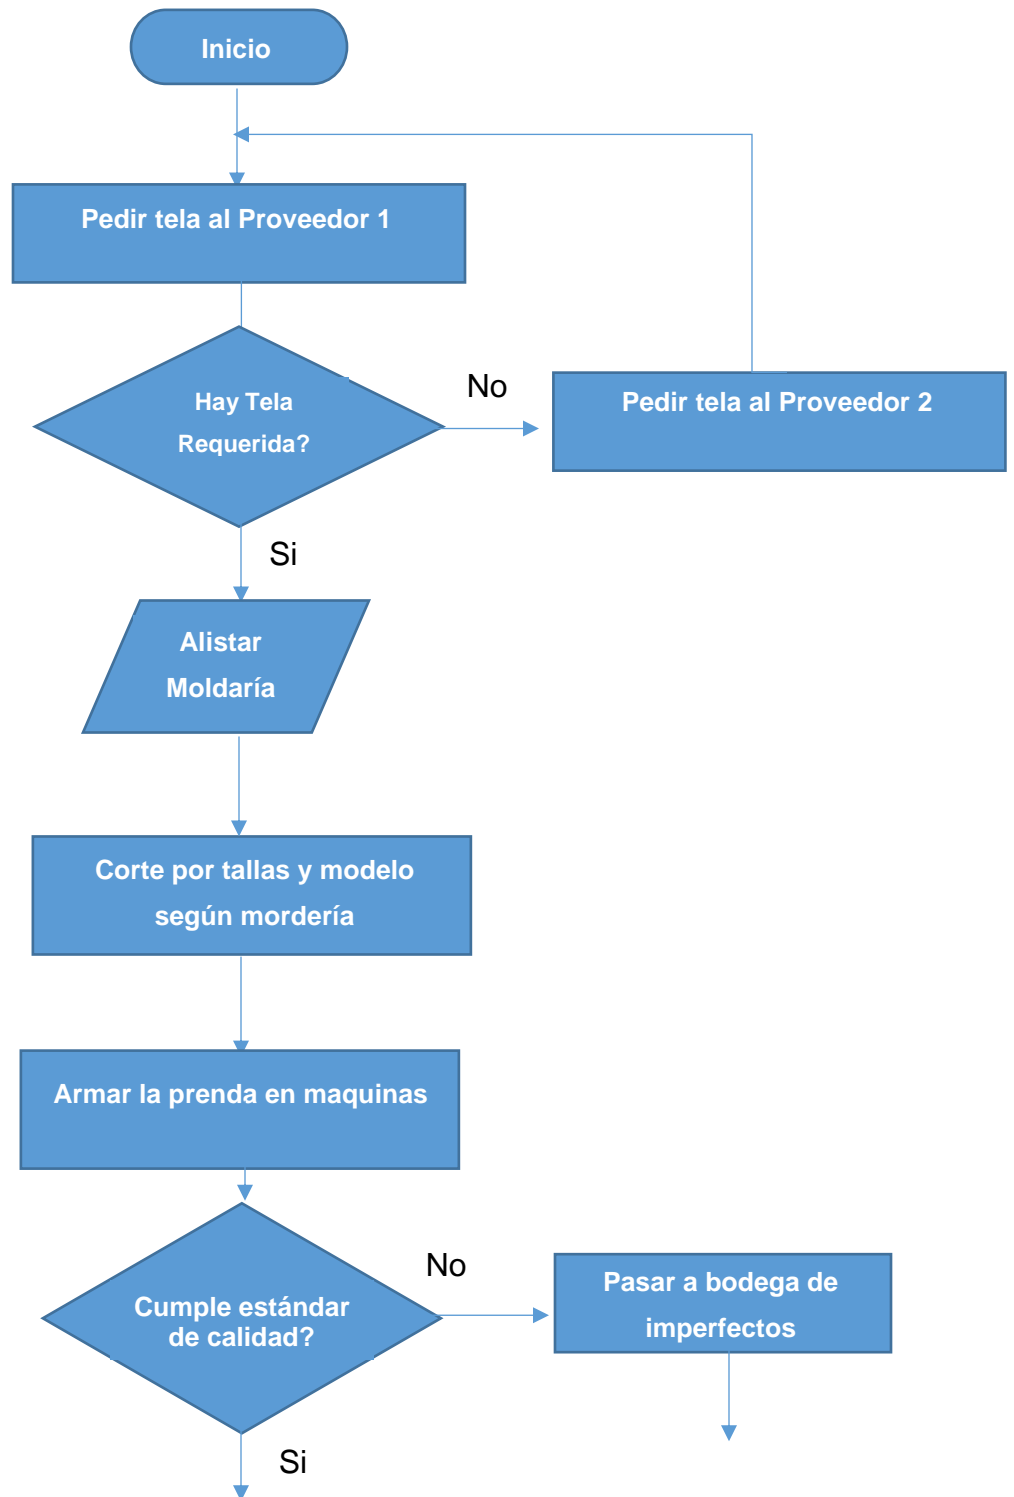 Inicio
Pedir tela al Proveedor 1
Hay Tela
Requerida?
No
Pedir tela al Proveedor 2
Si
Alistar
Moldaría
Corte por tallas y modelo
según mordería
Armar la prenda en maquinas
Cumple estándar
de calidad?
No
Pasar a bodega de
imperfectos
Si